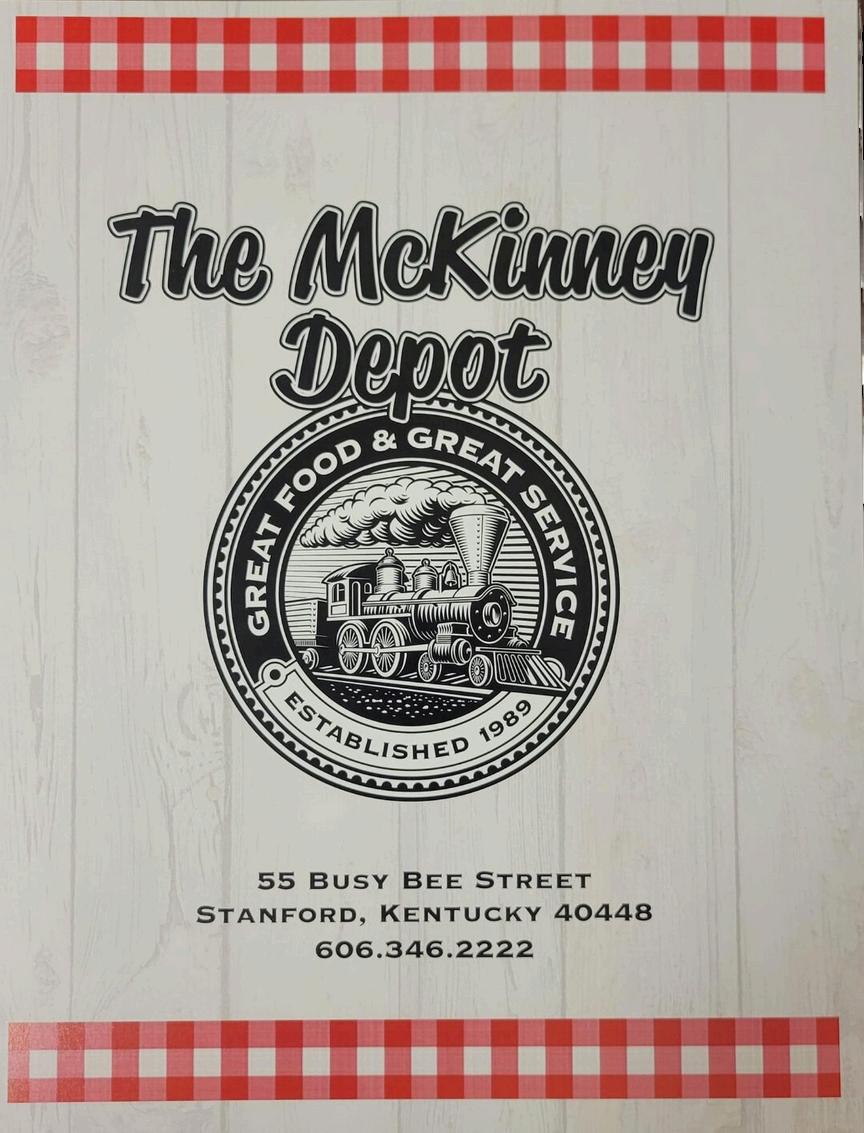 The McKinney
Depot
GREAT FOOD & GREAT SERVICE
ESTABLISHED 1989
55 BUSY BEE STREET
STANFORD, KENTUCKY 40448
606.346.2222